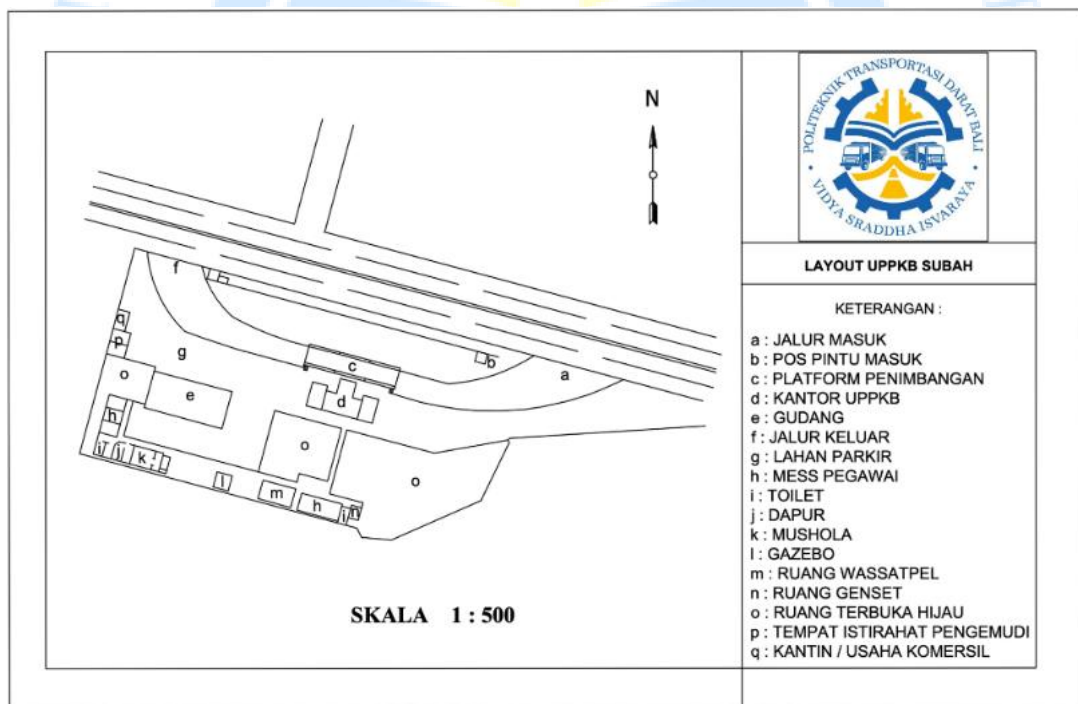 N
f
q
p
g
c
b
a
o
e
d
h
o
i
j
k
l
m
h
i
n
o
SKALA 1 : 500
POLITEKNIK TRANSPORTASI DARAT BALI
• VIDYA SRADDHA ISVARAYA •
LAYOUT UPPKB SUBAH
KETERANGAN :
a : JALUR MASUK
b : POS PINTU MASUK
c : PLATFORM PENIMBANGAN
d : KANTOR UPPKB
e : GUDANG
f : JALUR KELUAR
g : LAHAN PARKIR
h : MESS PEGAWAI
i : TOILET
j : DAPUR
k : MUSHOLA
l : GAZEBO
m : RUANG WASSATPEL
n : RUANG GENSET
o : RUANG TERBUKA HIJAU
p : TEMPAT ISTIRAHAT PENGEMUDI
q : KANTIN / USAHA KOMERSIL